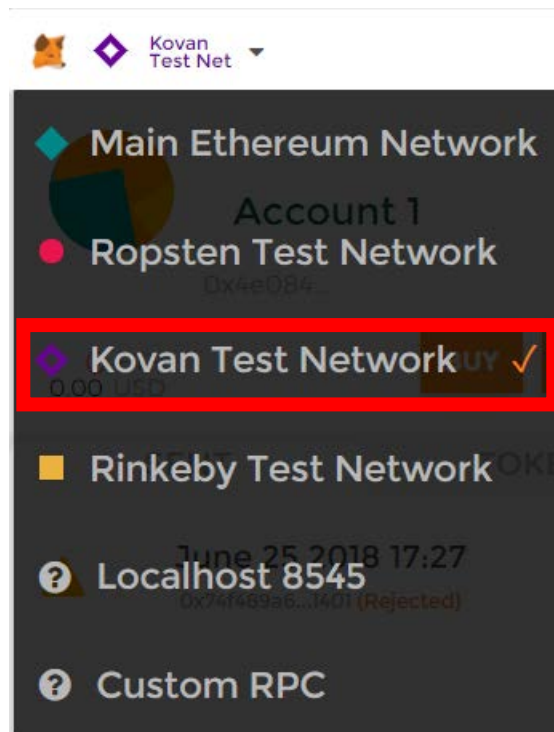 Kovan
Test Net
Main Ethereum Network
Account 1
Ropsten Test Network
0x4e084...
Kovan Test Network
BUY ✓
0.00 USD
Rinkeby Test Network
June 25 2018 17:27
Localhost 8545
(Rejected)
Custom RPC